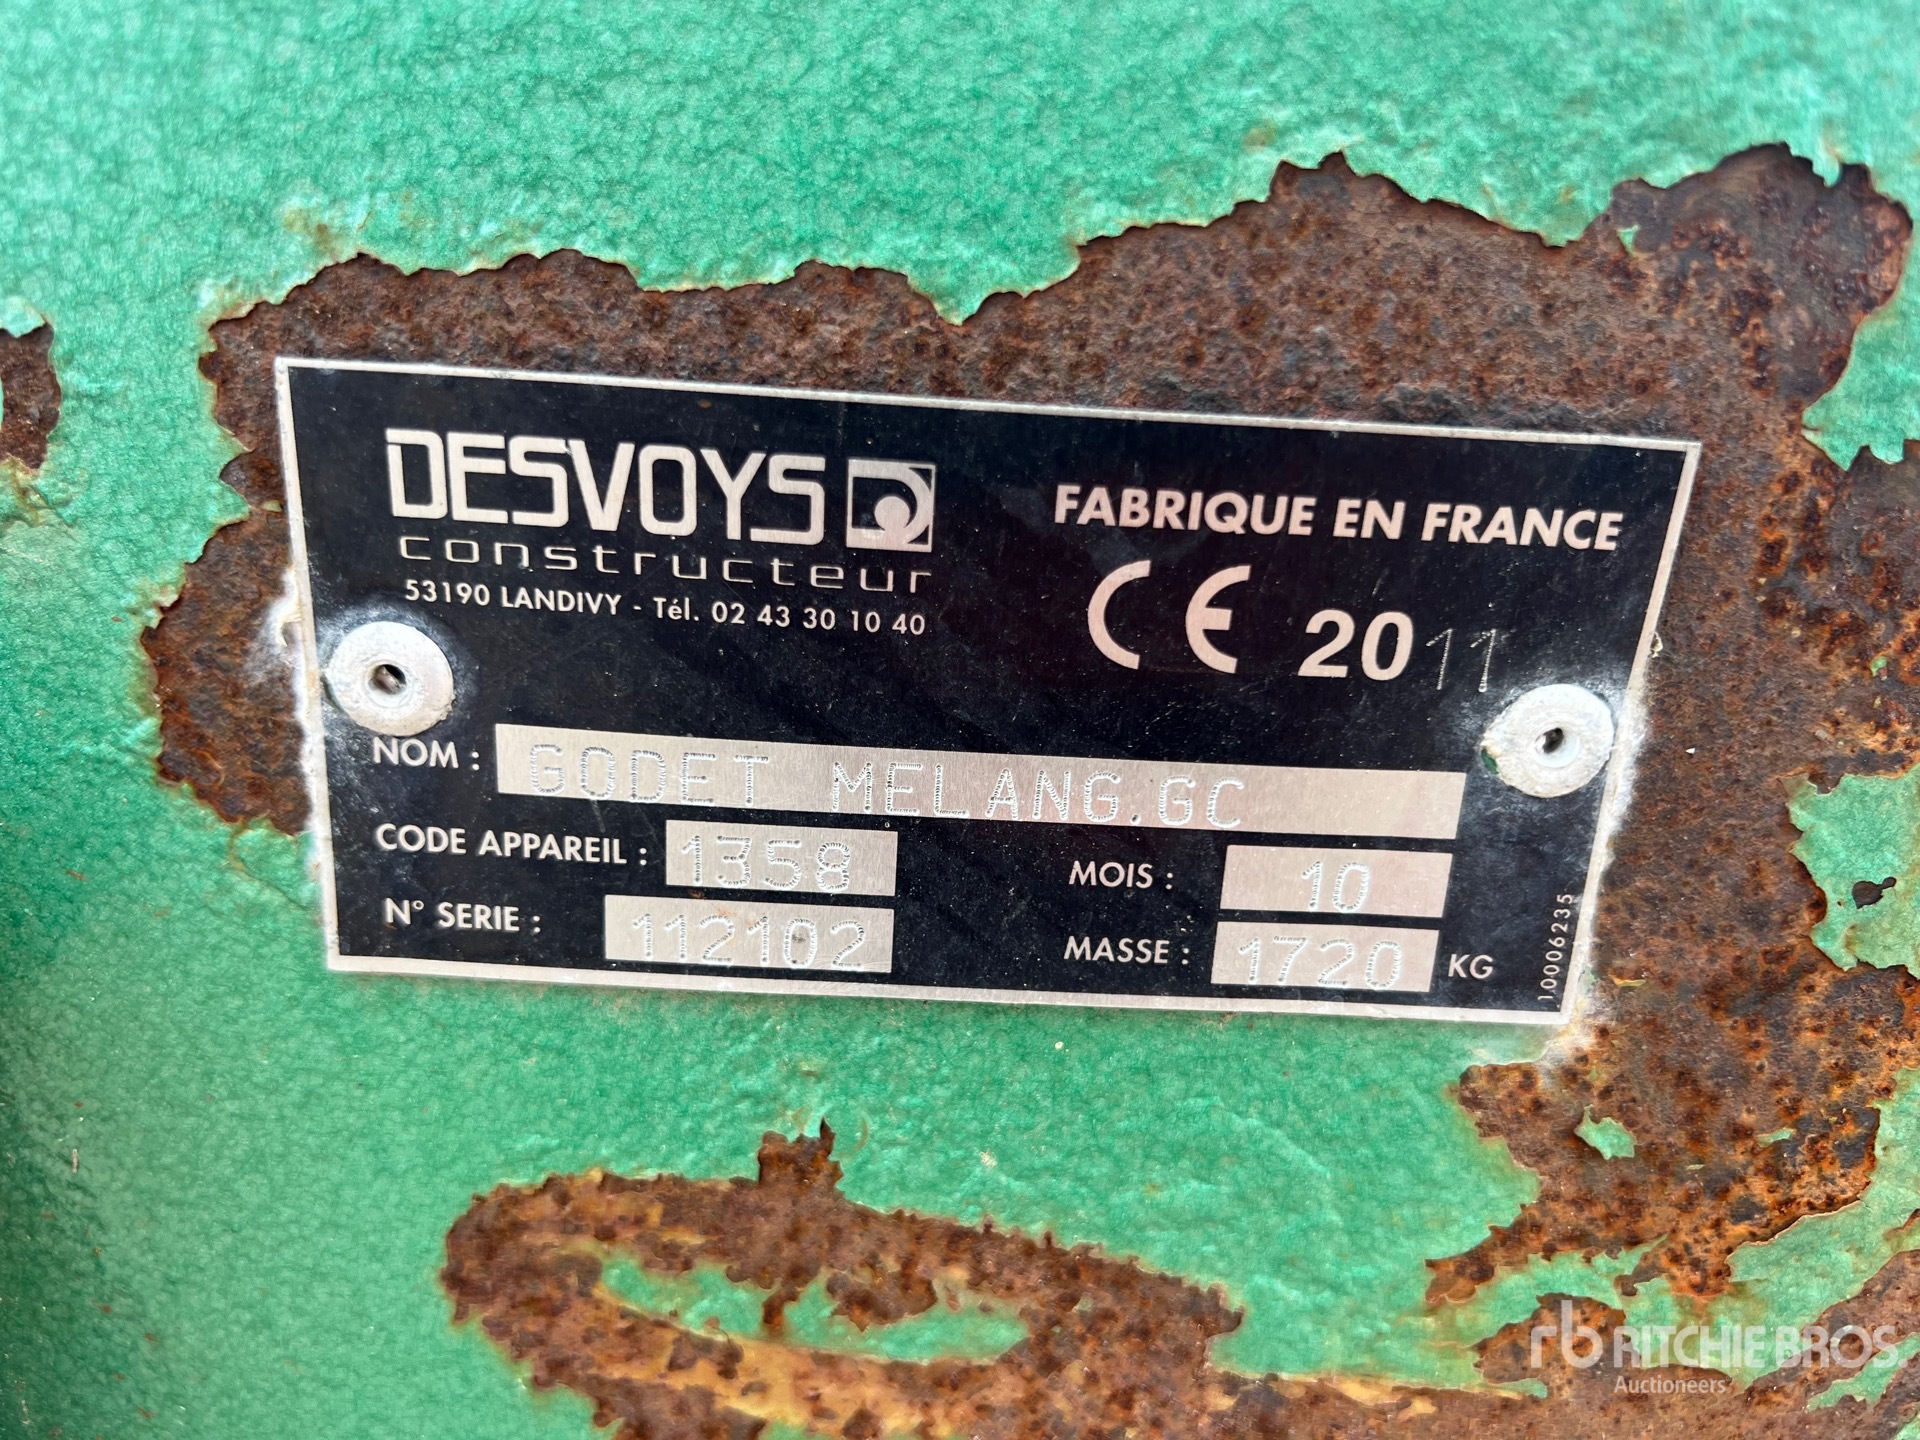 DESVOYS
constructeur
53190 LANDIVY - Tél. 02 43 30 10 40
FABRIQUE EN FRANCE
CE 2011
NOM : GODET MELANG.GC
CODE APPAREIL : 1358
MOIS : 10
N° SERIE : 112102
MASSE : 1720 KG
10006235
rb RITCHIE BROS.
Auctioneers